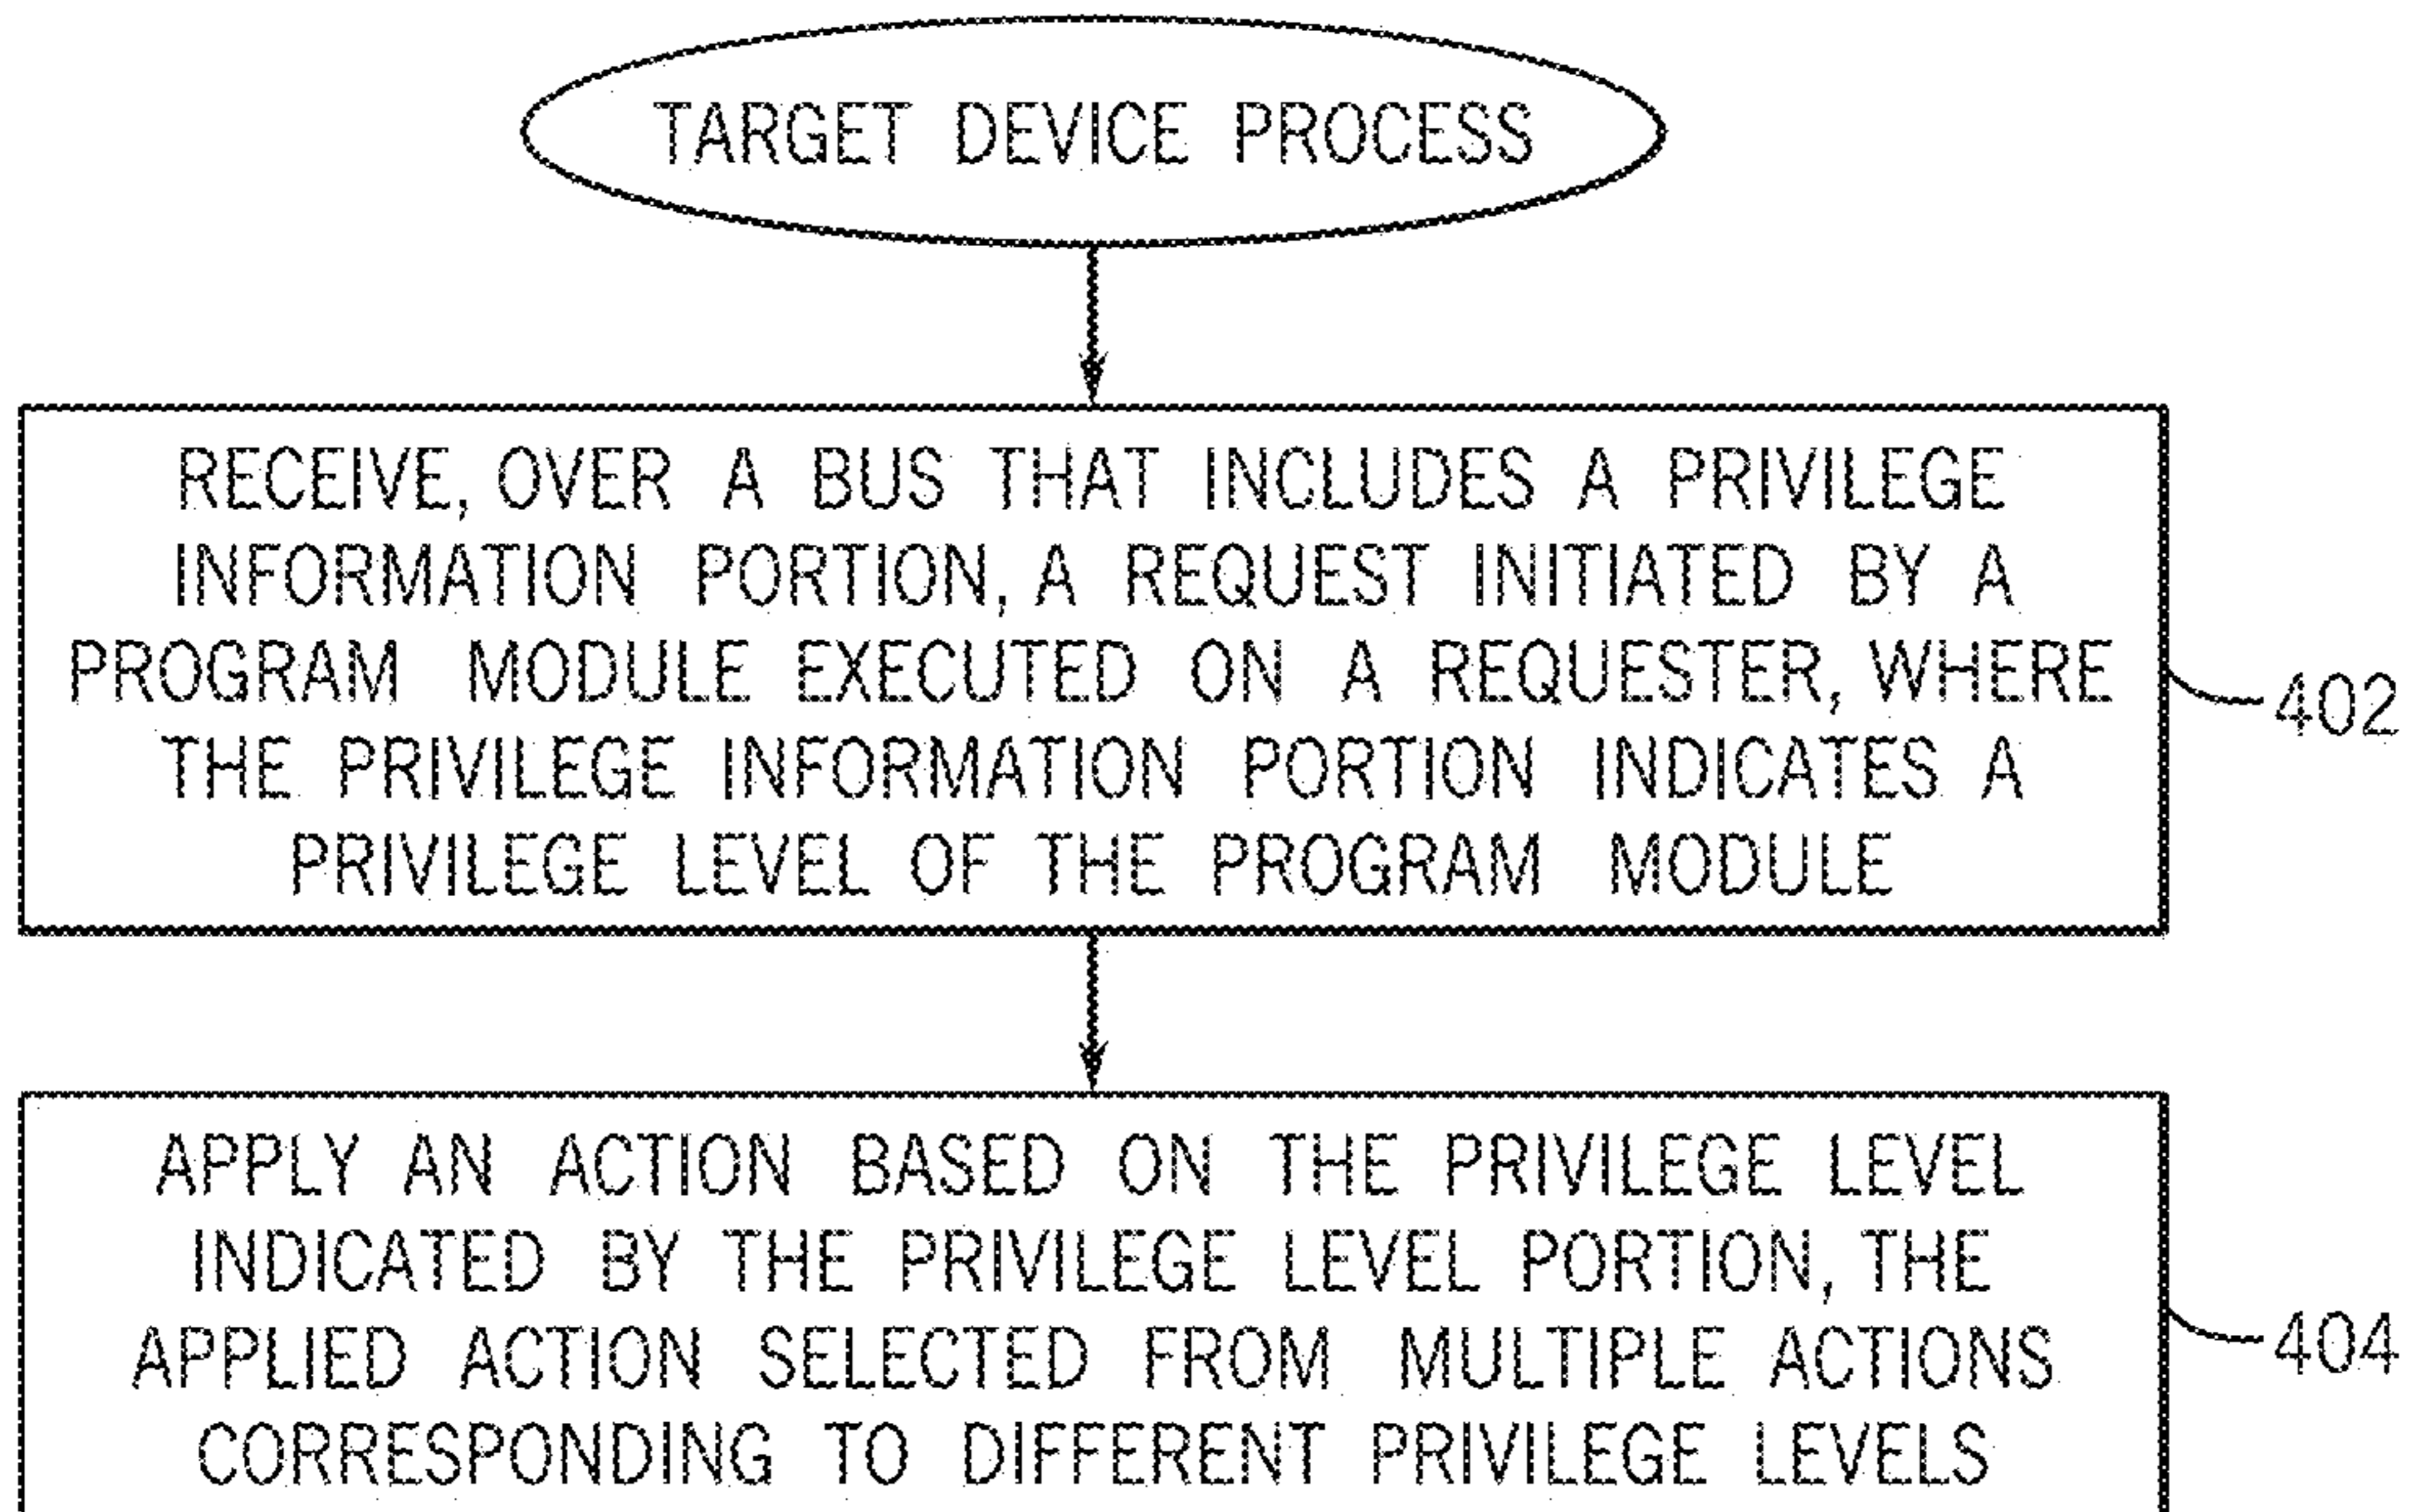 TARGET DEVICE PROCESS
RECEIVE, OVER A BUS THAT INCLUDES A PRIVILEGE
INFORMATION PORTION, A REQUEST INITIATED BY A
PROGRAM MODULE EXECUTED ON A REQUESTER, WHERE
THE PRIVILEGE INFORMATION PORTION INDICATES A
PRIVILEGE LEVEL OF THE PROGRAM MODULE
402
APPLY AN ACTION BASED ON THE PRIVILEGE LEVEL
INDICATED BY THE PRIVILEGE LEVEL PORTION, THE
APPLIED ACTION SELECTED FROM MULTIPLE ACTIONS
CORRESPONDING TO DIFFERENT PRIVILEGE LEVELS
404